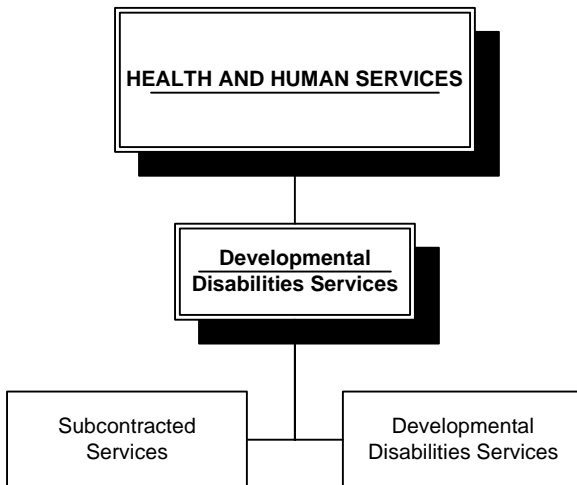 HEALTH AND HUMAN SERVICES
Developmental
Disabilities Services
Subcontracted
Services
Developmental
Disabilities Services